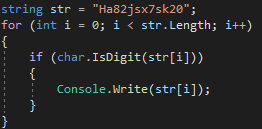 string str = "Ha82jsx7sk20";
for (int i = 0; i < str.Length; i++)
{
    if (char.IsDigit(str[i]))
    {
        Console.Write(str[i]);
    }
}